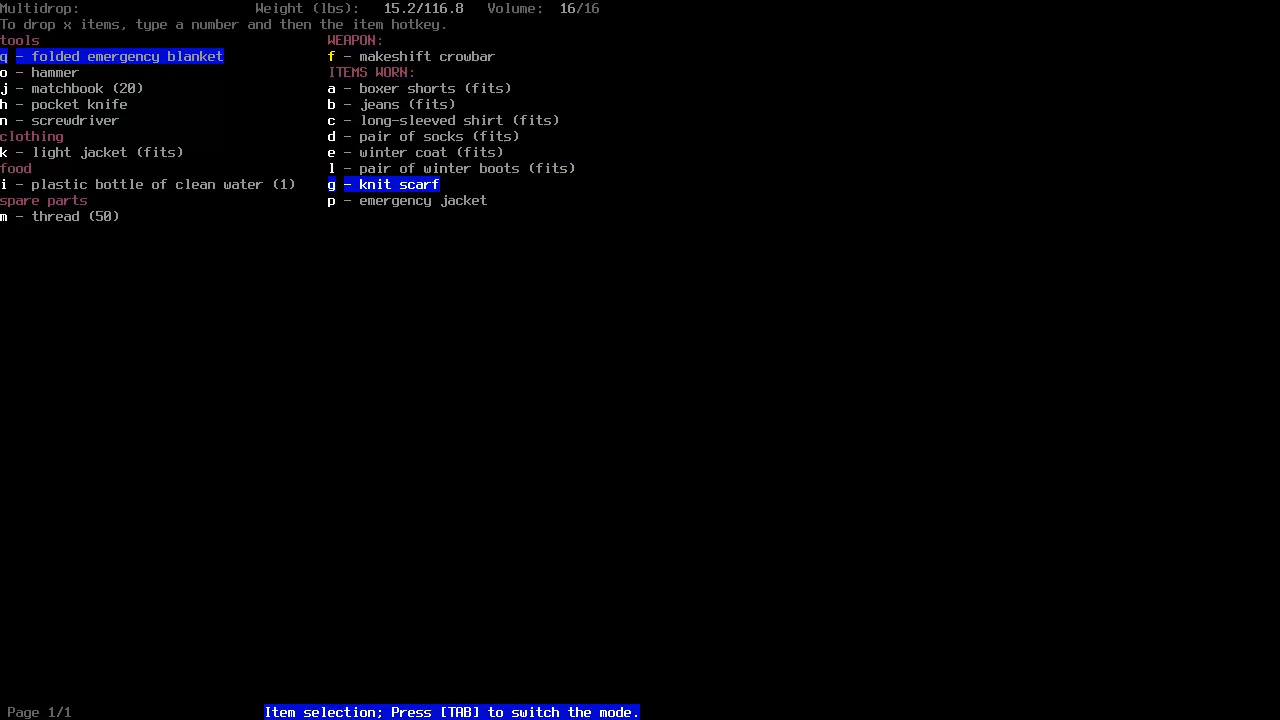 Multidrop: Weight (lbs): 15.2/116.8 Volume: 16/16
To drop x items, type a number and then the item hotkey.
tools
q - folded emergency blanket
o - hammer
j - matchbook (20)
h - pocket knife
n - screwdriver
clothing
k - light jacket (fits)
food
i - plastic bottle of clean water (1)
spare parts
m - thread (50)
WEAPON:
f - makeshift crowbar
ITEMS WORN:
a - boxer shorts (fits)
b - jeans (fits)
c - long-sleeved shirt (fits)
d - pair of socks (fits)
e - winter coat (fits)
l - pair of winter boots (fits)
g - knit scarf
p - emergency jacket
Page 1/1 Item selection; Press [TAB] to switch the mode.